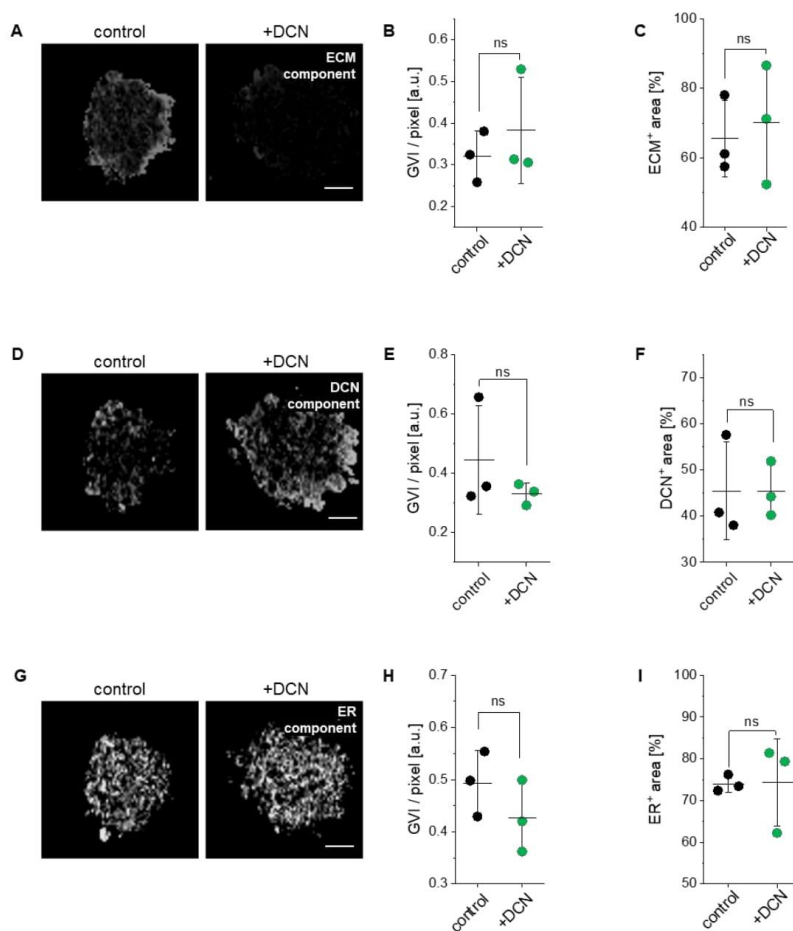 A
control
+DCN
ECM
component
B
GVI / pixel [a.u.]
0.6
0.5
0.4
0.3
0.2
ns
control
+DCN
C
ECM⁺ area [%]
100
80
60
40
ns
control
+DCN
D
control
+DCN
DCN
component
E
GVI / pixel [a.u.]
0.8
0.6
0.4
0.2
ns
control
+DCN
F
DCN⁺ area [%]
70
60
50
40
30
ns
control
+DCN
G
control
+DCN
ER
component
H
GVI / pixel [a.u.]
0.7
0.6
0.5
0.4
0.3
ns
control
+DCN
I
ER⁺ area [%]
100
90
80
70
60
50
ns
control
+DCN